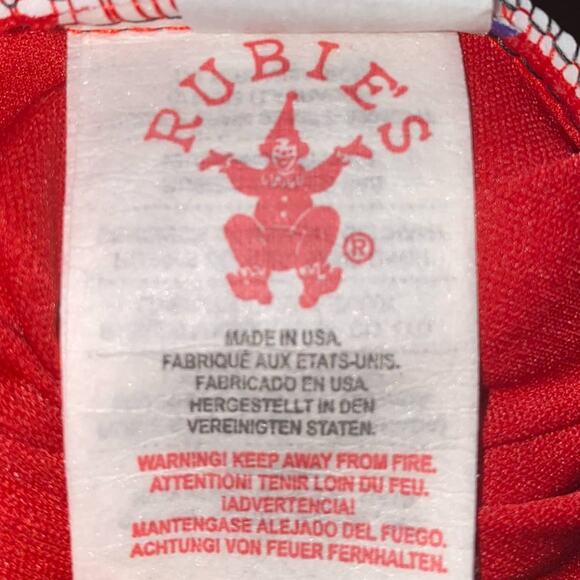 RUBIE'S
®
MADE IN USA.
FABRIQUÉ AUX ETATS-UNIS.
FABRICADO EN USA.
HERGESTELLT IN DEN
VEREINIGTEN STATEN.
WARNING! KEEP AWAY FROM FIRE.
ATTENTION! TENIR LOIN DU FEU.
¡ADVERTENCIA!
MANTENGASE ALEJADO DEL FUEGO.
ACHTUNG! VON FEUER FERNHALTEN.